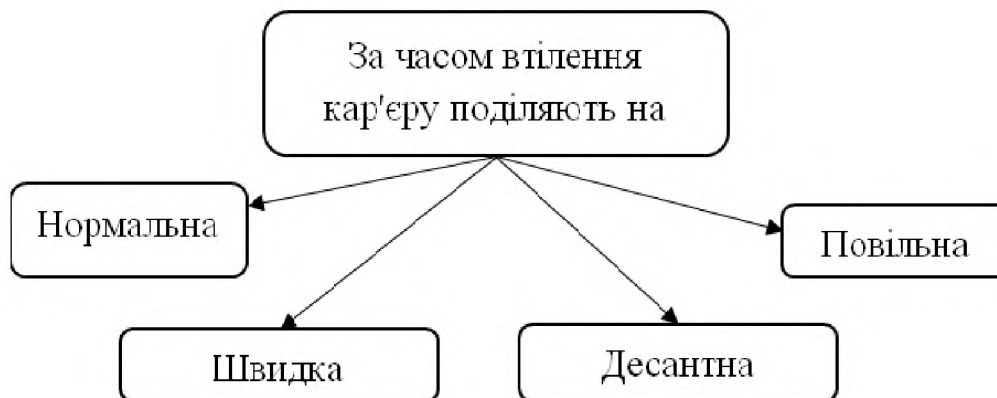 За часом втілення
кар'єру поділяють на
Нормальна
Повільна
Швидка
Десантна